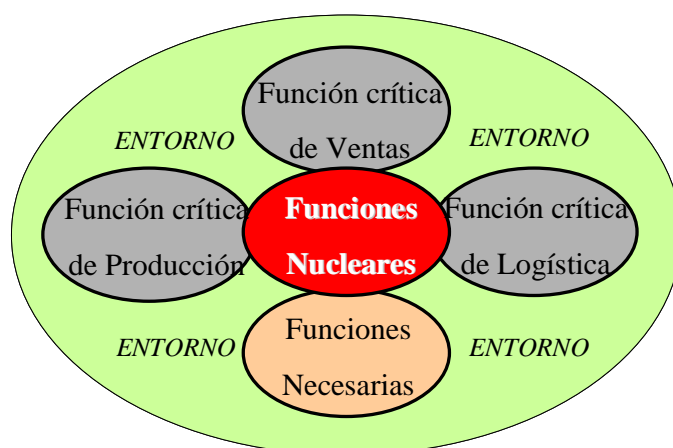 Función crítica
de Ventas
ENTORNO
ENTORNO
Función crítica
de Producción
Funciones
Nucleares
Función crítica
de Logística
ENTORNO
Funciones
Necesarias
ENTORNO